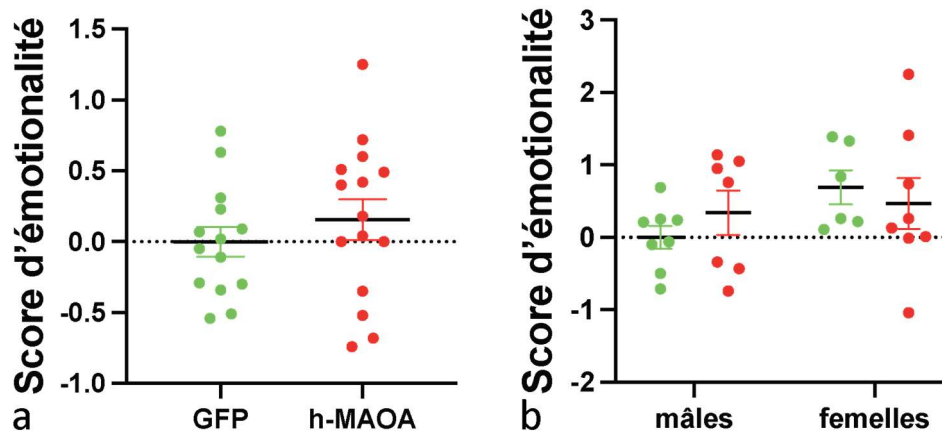 Score d'émotionalité
1.5
1.0
0.5
0.0
-0.5
-1.0
GFP h-MAOA
a
Score d'émotionalité
3
2
1
0
-1
-2
mâles femelles
b